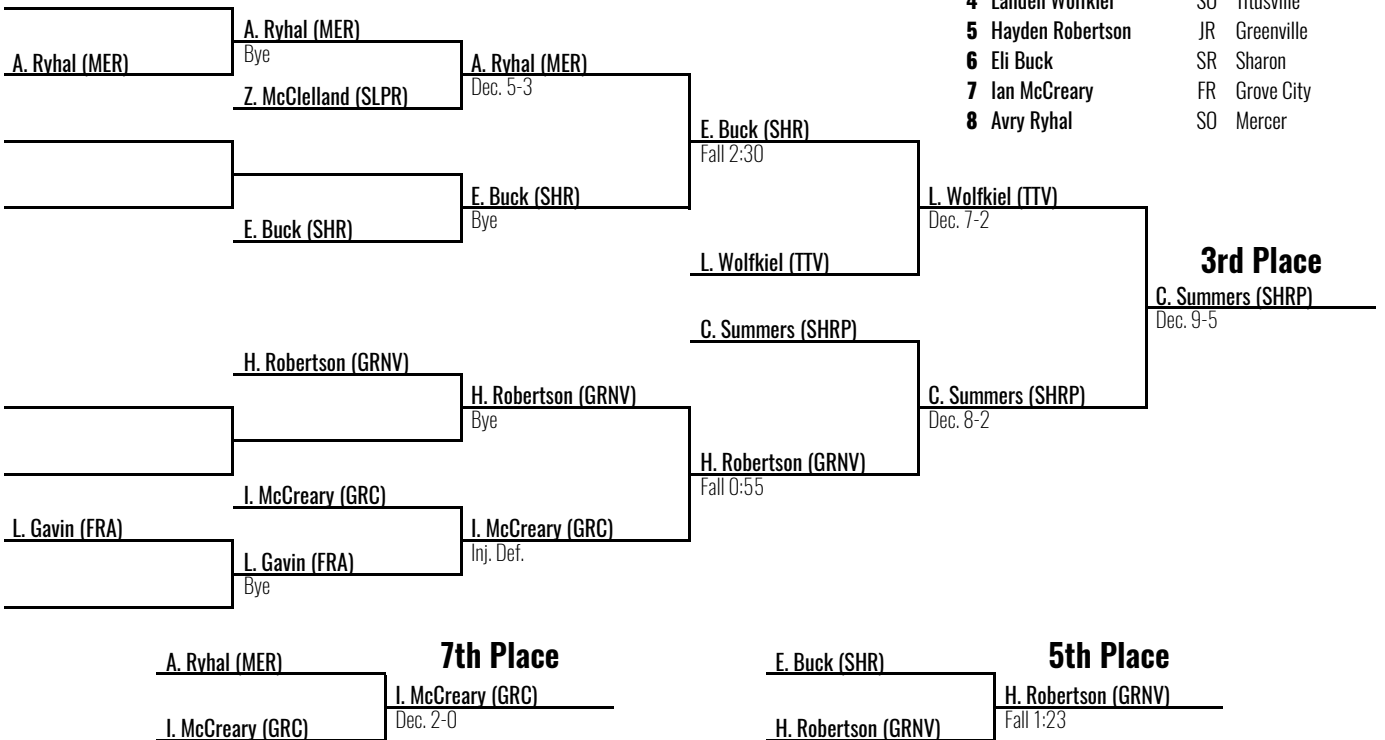 4 Landen Wolfkiel SO Titusville
A. Ryhal (MER)
5 Hayden Robertson JR Greenville
Bye
6 Eli Buck SR Sharon
A. Ryhal (MER)
A. Ryhal (MER)
Dec. 5-3
7 Ian McCreary FR Grove City
Z. McClelland (SLPR)
8 Avry Ryhal SO Mercer
E. Buck (SHR)
Fall 2:30
E. Buck (SHR)
Bye
L. Wolfkiel (TTV)
Dec. 7-2
E. Buck (SHR)
L. Wolfkiel (TTV)
3rd Place
C. Summers (SHRP)
Dec. 9-5
C. Summers (SHRP)
H. Robertson (GRNV)
H. Robertson (GRNV)
Bye
C. Summers (SHRP)
Dec. 8-2
H. Robertson (GRNV)
Fall 0:55
I. McCreary (GRC)
L. Gavin (FRA)
I. McCreary (GRC)
Inj. Def.
L. Gavin (FRA)
Bye
7th Place
A. Ryhal (MER)
I. McCreary (GRC)
Dec. 2-0
I. McCreary (GRC)
5th Place
E. Buck (SHR)
H. Robertson (GRNV)
Fall 1:23
H. Robertson (GRNV)